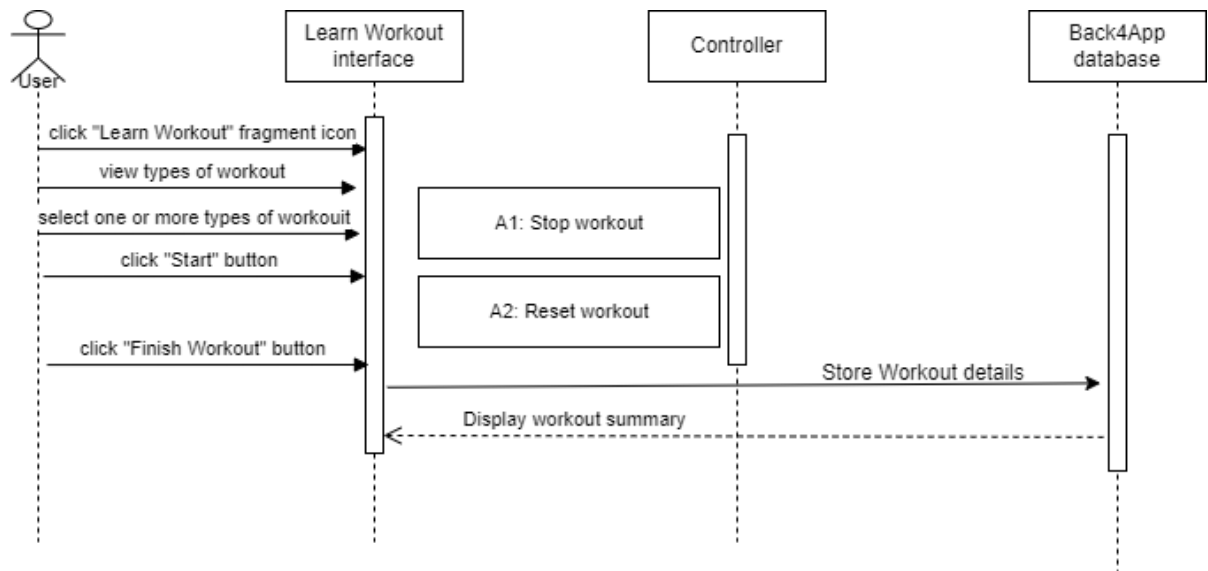 Learn Workout
interface
Controller
Back4App
database
User
click "Learn Workout" fragment icon
view types of workout
select one or more types of workouit
A1: Stop workout
click "Start" button
A2: Reset workout
click "Finish Workout" button
Store Workout details
Display workout summary